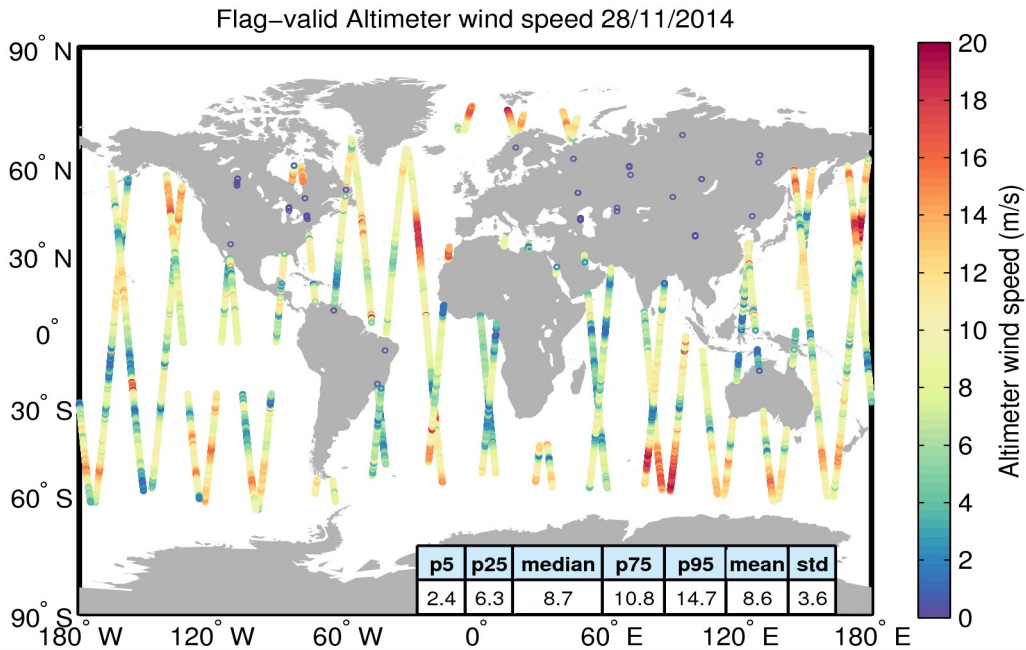 Flag−valid Altimeter wind speed 28/11/2014
90° N
60° N
30° N
0°
30° S
60° S
90° S
180° W
120° W
60° W
0°
60° E
120° E
180° E
p5 p25 median p75 p95 mean std
2.4 6.3 8.7 10.8 14.7 8.6 3.6
20
18
16
14
12
10
8
6
4
2
0
Altimeter wind speed (m/s)